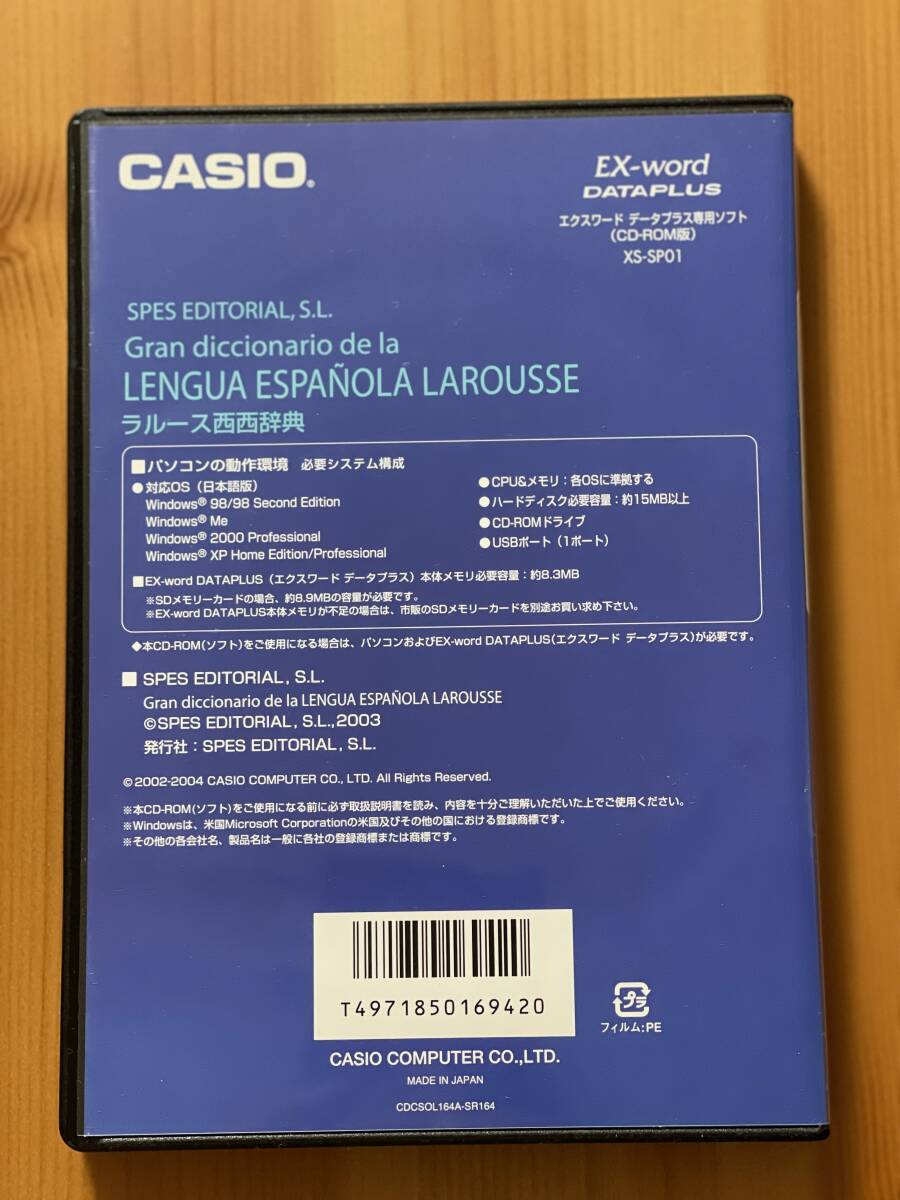 CASIO®
EX-word
DATAPLUS
エクスワード データプラス専用ソフト
(CD-ROM版)
XS-SP01
SPES EDITORIAL, S.L.
Gran diccionario de la
LENGUA ESPAÑOLA LAROUSSE
ラルース西西辞典
■パソコンの動作環境 必要システム構成
●対応OS（日本語版）
Windows® 98/98 Second Edition
Windows® Me
Windows® 2000 Professional
Windows® XP Home Edition/Professional
●CPU&メモリ：各OSに準拠する
●ハードディスク必要容量：約15MB以上
●CD-ROMドライブ
●USBポート（1ポート）
■EX-word DATAPLUS（エクスワード データプラス）本体メモリ必要容量：約8.3MB
※SDメモリーカードの場合、約8.9MBの容量が必要です。
※EX-word DATAPLUS本体メモリが不足の場合は、市販のSDメモリーカードを別途お買い求め下さい。
◆本CD-ROM(ソフト)をご使用になる場合は、パソコンおよびEX-word DATAPLUS(エクスワード データプラス)が必要です。
■ SPES EDITORIAL, S.L.
Gran diccionario de la LENGUA ESPAÑOLA LAROUSSE
©SPES EDITORIAL, S.L.,2003
発行社：SPES EDITORIAL, S.L.
©2002-2004 CASIO COMPUTER CO., LTD. All Rights Reserved.
※本CD-ROM(ソフト)をご使用になる前に必ず取扱説明書を読み、内容を十分ご理解いただいた上でご使用ください。
※Windowsは、米国Microsoft Corporationの米国及びその他の国における登録商標です。
※その他の各会社名、製品名は一般に各社の登録商標または商標です。
T4971850169420
プラ
フィルム:PE
CASIO COMPUTER CO.,LTD.
MADE IN JAPAN
CDCSOL164A-SR164